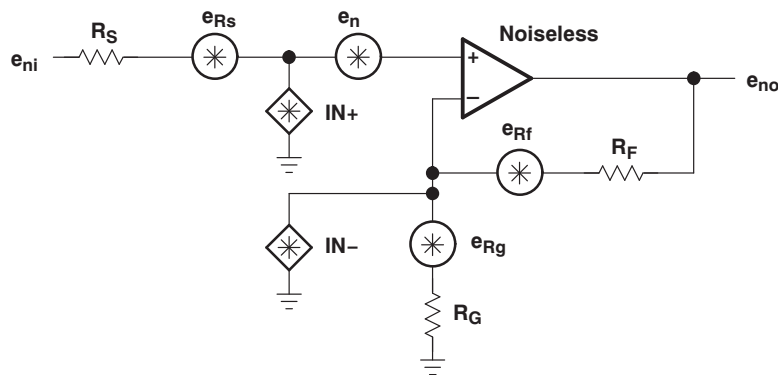 e_Rs
e_n
Noiseless
R_S
e_ni
+
−
e_no
IN+
e_Rf
R_F
IN−
e_Rg
R_G